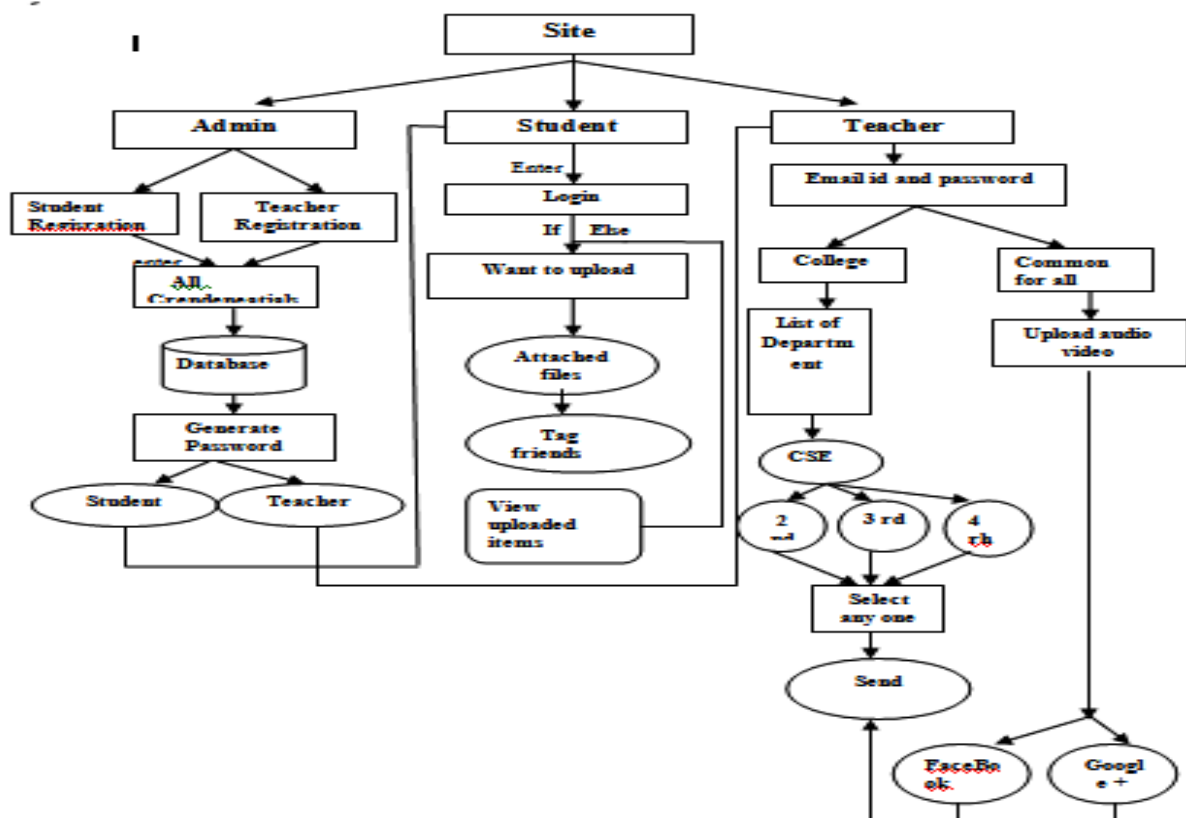 Site
Admin
Student
Teacher
Enter
Email id and password
Student
Regisration
Teacher
Registration
Login
If Else
enter
All
Crendeneatials
Want to upload
College
Common
for all
List of
Departm
ent
Upload audio
video
Database
Attached
files
Generate
Password
Tag
friends
CSE
Student
Teacher
View
uploaded
items
2
nd
3 rd
4
rh
Select
any one
Send
FaceBo
ok
Googl
e +